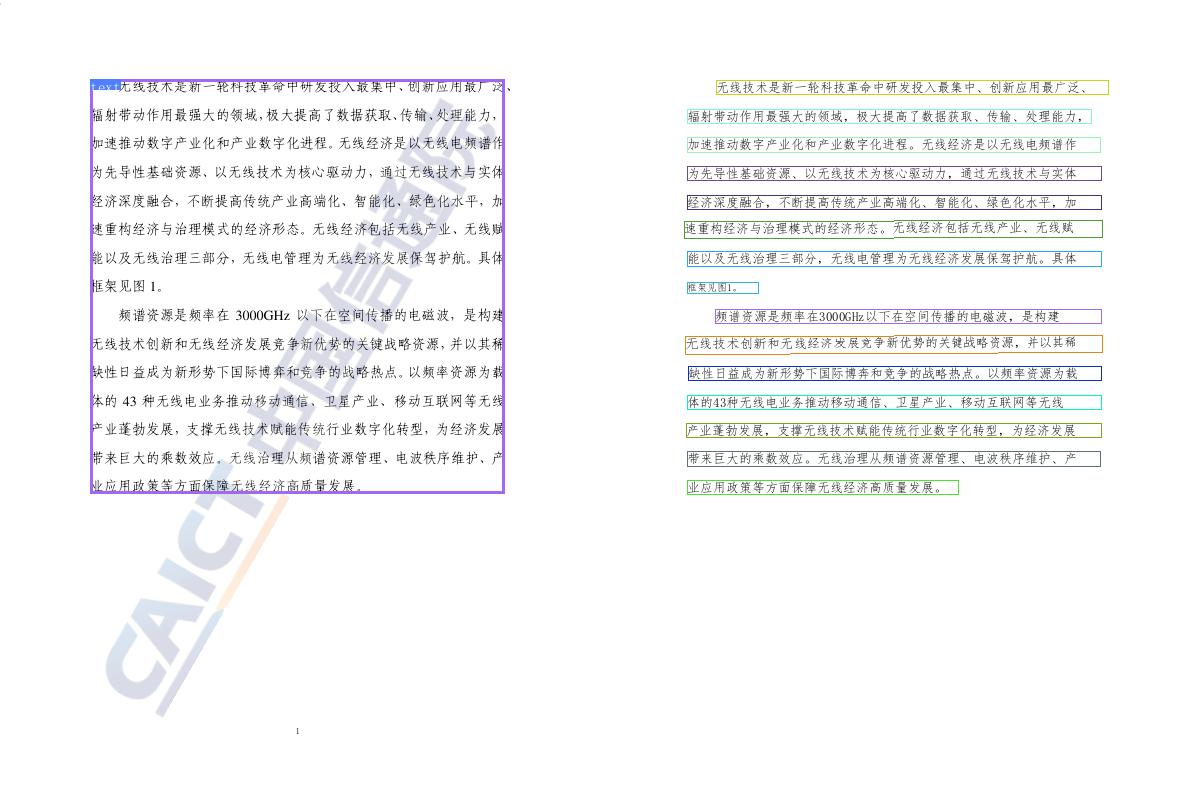 text无线技术是新一轮科技革命中研发投入最集中、创新应用最广泛、
辐射带动作用最强大的领域,极大提高了数据获取、传输、处理能力,
加速推动数字产业化和产业数字化进程。无线经济是以无线电频谱作
为先导性基础资源、以无线技术为核心驱动力，通过无线技术与实体
经济深度融合，不断提高传统产业高端化、智能化、绿色化水平，加
速重构经济与治理模式的经济形态。无线经济包括无线产业、无线赋
能以及无线治理三部分，无线电管理为无线经济发展保驾护航。具体
框架见图 1。
频谱资源是频率在 3000GHz 以下在空间传播的电磁波，是构建
无线技术创新和无线经济发展竞争新优势的关键战略资源，并以其稀
缺性日益成为新形势下国际博弈和竞争的战略热点。以频率资源为载
体的 43 种无线电业务推动移动通信、卫星产业、移动互联网等无线
产业蓬勃发展，支撑无线技术赋能传统行业数字化转型，为经济发展
带来巨大的乘数效应。无线治理从频谱资源管理、电波秩序维护、产
业应用政策等方面保障无线经济高质量发展。
CAICT 中国信通院
1
无线技术是新一轮科技革命中研发投入最集中、创新应用最广泛、
辐射带动作用最强大的领域，极大提高了数据获取、传输、处理能力，
加速推动数字产业化和产业数字化进程。无线经济是以无线电频谱作
为先导性基础资源、以无线技术为核心驱动力，通过无线技术与实体
经济深度融合，不断提高传统产业高端化、智能化、绿色化水平，加
速重构经济与治理模式的经济形态。无线经济包括无线产业、无线赋
能以及无线治理三部分，无线电管理为无线经济发展保驾护航。具体
框架见图1。
频谱资源是频率在3000GHz以下在空间传播的电磁波，是构建
无线技术创新和无线经济发展竞争新优势的关键战略资源，并以其稀
缺性日益成为新形势下国际博弈和竞争的战略热点。以频率资源为载
体的43种无线电业务推动移动通信、卫星产业、移动互联网等无线
产业蓬勃发展，支撑无线技术赋能传统行业数字化转型，为经济发展
带来巨大的乘数效应。无线治理从频谱资源管理、电波秩序维护、产
业应用政策等方面保障无线经济高质量发展。